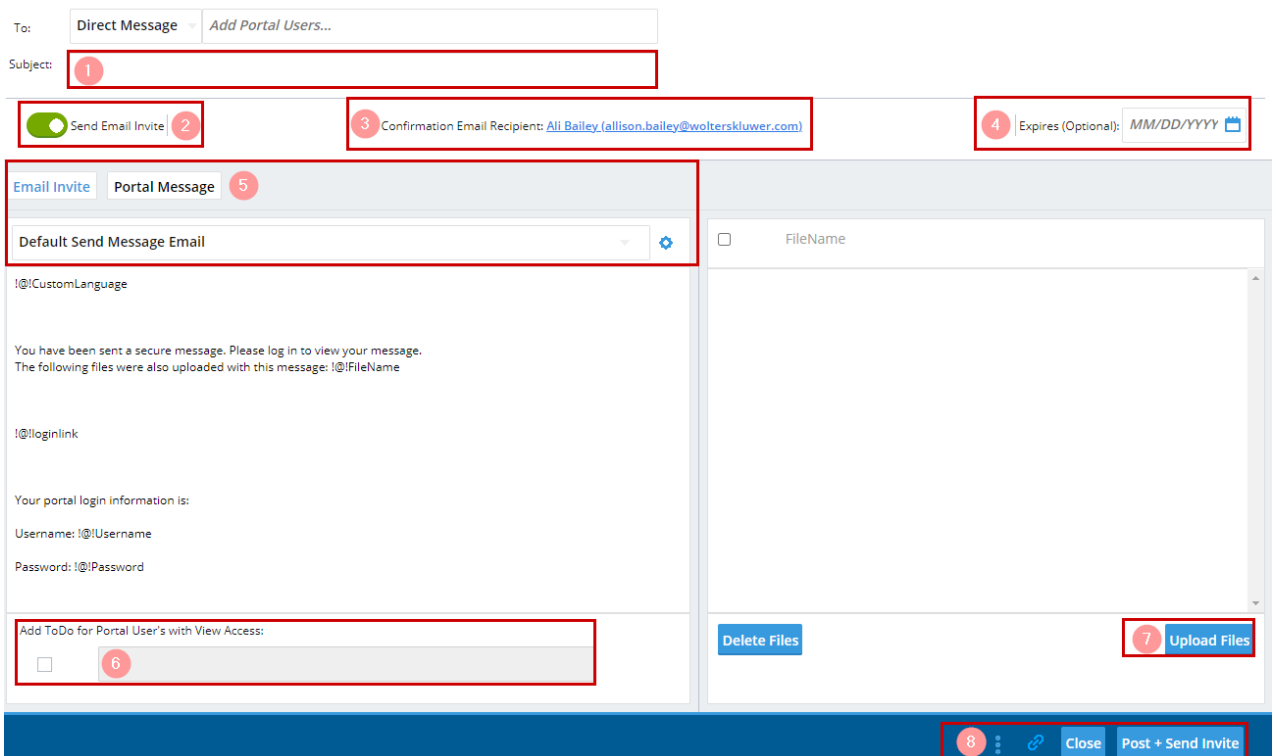 To: Direct Message Add Portal Users...
Subject: 1
Send Email Invite 2 3 Confirmation Email Recipient: Ali Bailey (allison.bailey@wolterskluwer.com) 4 Expires (Optional): MM/DD/YYYY
Email Invite Portal Message 5
Default Send Message Email
FileName
!@!CustomLanguage
You have been sent a secure message. Please log in to view your message.
The following files were also uploaded with this message: !@!FileName
!@!loginlink
Your portal login information is:
Username: !@!Username
Password: !@!Password
Add ToDo for Portal User's with View Access:
6
Delete Files 7 Upload Files
8 Close Post + Send Invite